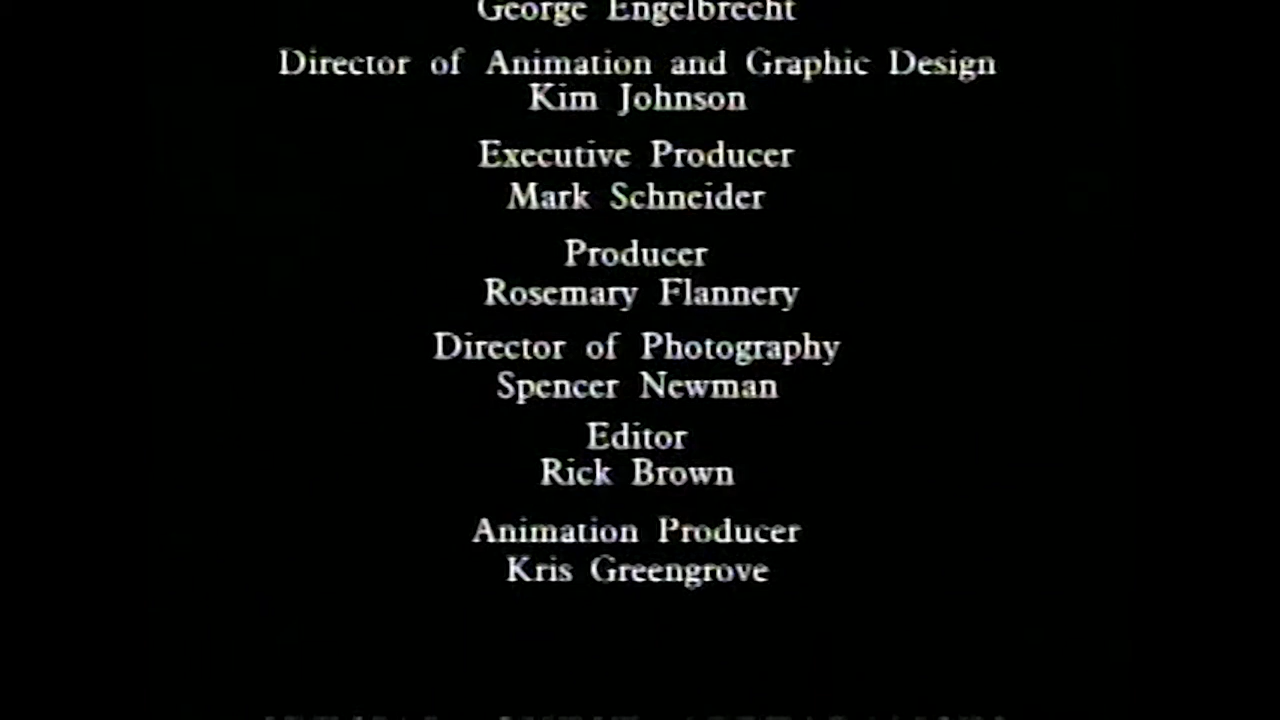 George Engelbrecht
Director of Animation and Graphic Design
Kim Johnson
Executive Producer
Mark Schneider
Producer
Rosemary Flannery
Director of Photography
Spencer Newman
Editor
Rick Brown
Animation Producer
Kris Greengrove